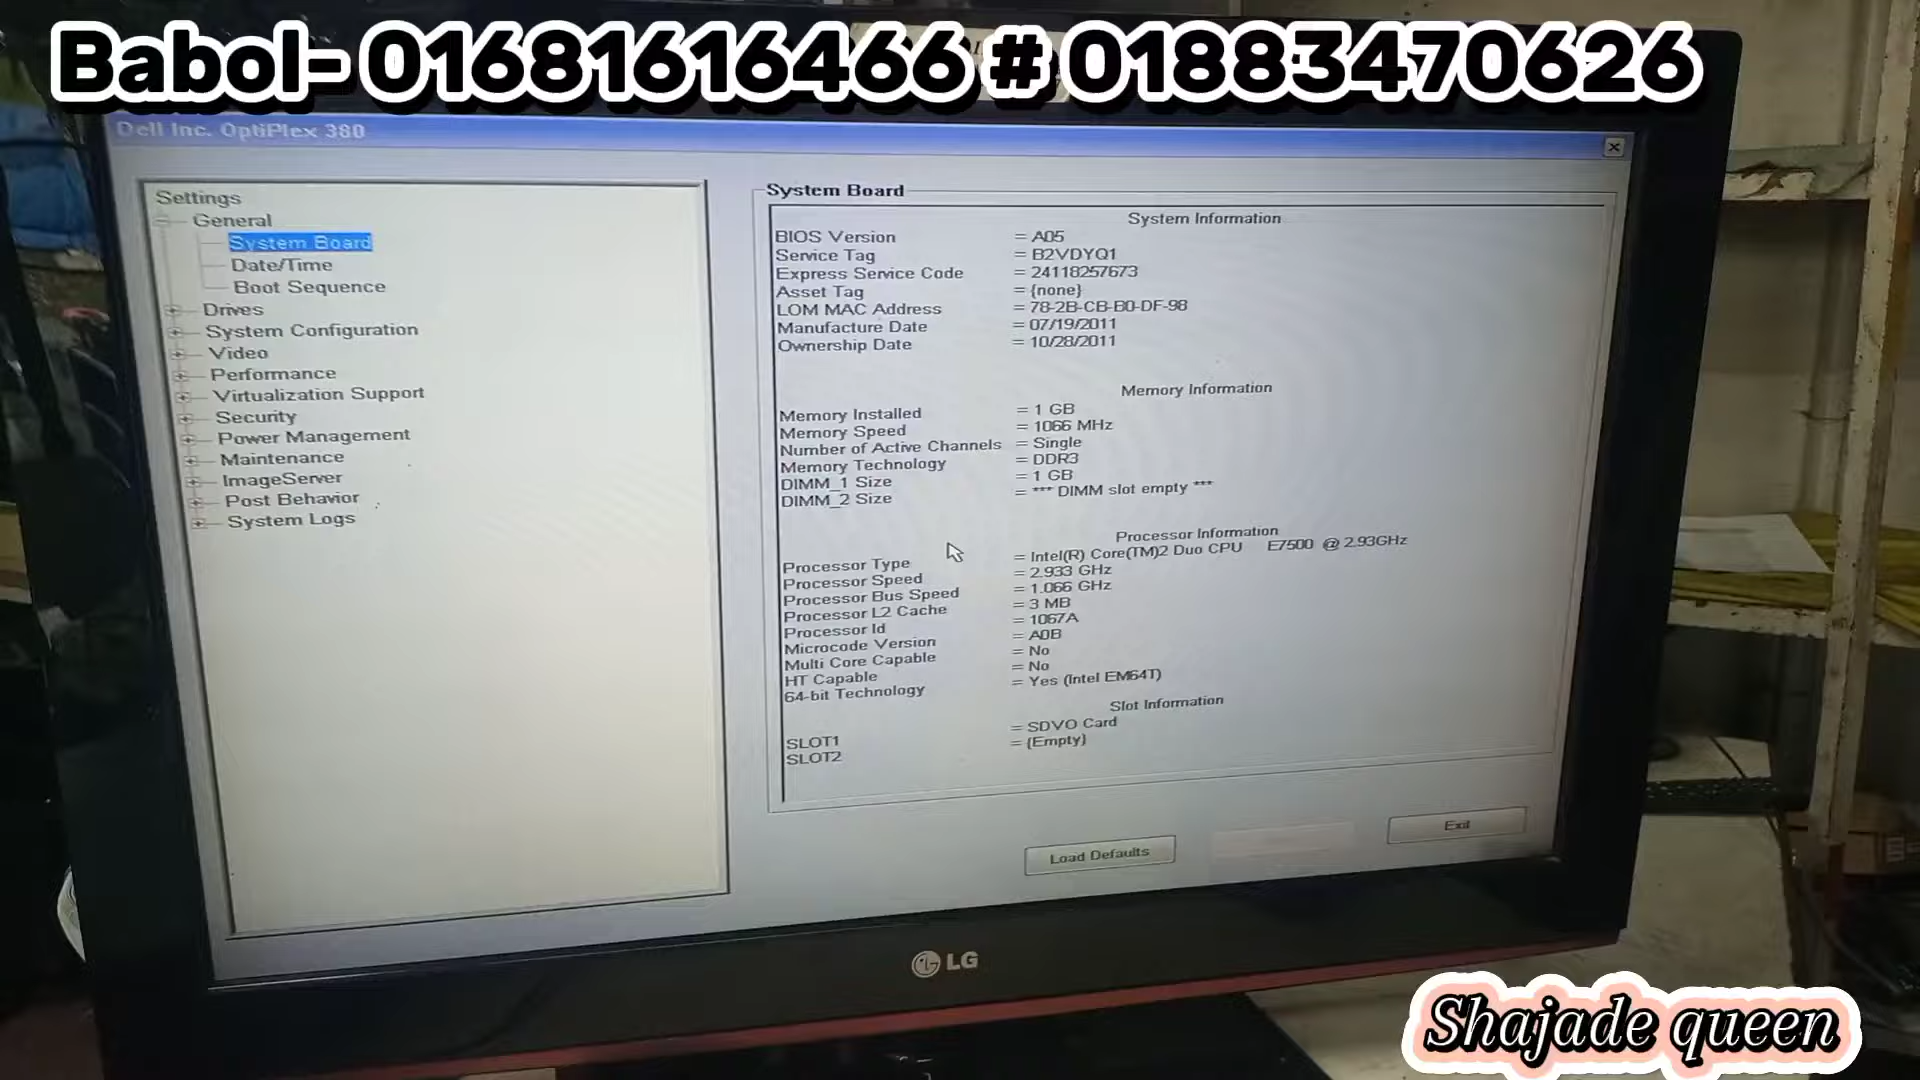 Babol- 01681616466 # 01883470626
Dell Inc. OptiPlex 380
Settings
General
System Board
Date/Time
Boot Sequence
Drives
System Configuration
Video
Performance
Virtualization Support
Security
Power Management
Maintenance
ImageServer
Post Behavior
System Logs
System Board
System Information
BIOS Version = A05
Service Tag = B2VDYQ1
Express Service Code = 24118257673
Asset Tag = {none}
LOM MAC Address = 78-2B-CB-B0-DF-98
Manufacture Date = 07/19/2011
Ownership Date = 10/28/2011
Memory Information
Memory Installed = 1 GB
Memory Speed = 1066 MHz
Number of Active Channels = Single
Memory Technology = DDR3
DIMM_1 Size = 1 GB
DIMM_2 Size = *** DIMM slot empty ***
Processor Information
Processor Type = Intel(R) Core(TM)2 Duo CPU E7500 @ 2.93GHz
Processor Speed = 2.933 GHz
Processor Bus Speed = 1.066 GHz
Processor L2 Cache = 3 MB
Processor Id = 1067A
Microcode Version = A0B
Multi Core Capable = No
HT Capable = No
64-bit Technology = Yes (Intel EM64T)
Slot Information
SLOT1 = SDVO Card
SLOT2 = {Empty}
Load Defaults
Exit
LG
Shajade queen